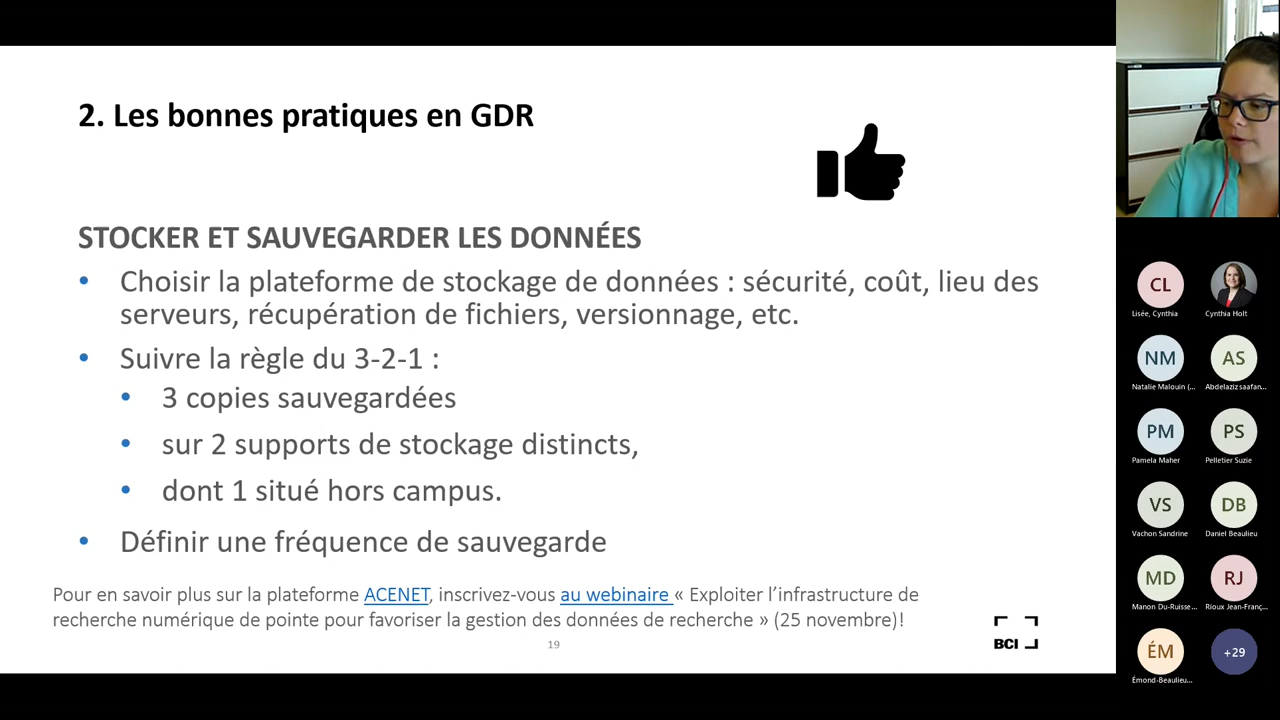 2. Les bonnes pratiques en GDR
STOCKER ET SAUVEGARDER LES DONNÉES
• Choisir la plateforme de stockage de données : sécurité, coût, lieu des
serveurs, récupération de fichiers, versionnage, etc.
• Suivre la règle du 3-2-1 :
• 3 copies sauvegardées
• sur 2 supports de stockage distincts,
• dont 1 situé hors campus.
• Définir une fréquence de sauvegarde
Pour en savoir plus sur la plateforme ACENET, inscrivez-vous au webinaire « Exploiter l’infrastructure de
recherche numérique de pointe pour favoriser la gestion des données de recherche » (25 novembre)!
19
BCI
CL
Lisée, Cynthia
Cynthia Holt
NM
AS
Natalie Malouin (...
Abdelaziz saafan...
PM
PS
Pamela Maher
Pelletier Suzie
VS
DB
Vachon Sandrine
Daniel Beaulieu
MD
RJ
Manon Du-Ruisse...
Rioux Jean-Franç...
ÉM
+29
Émond-Beaulieu...